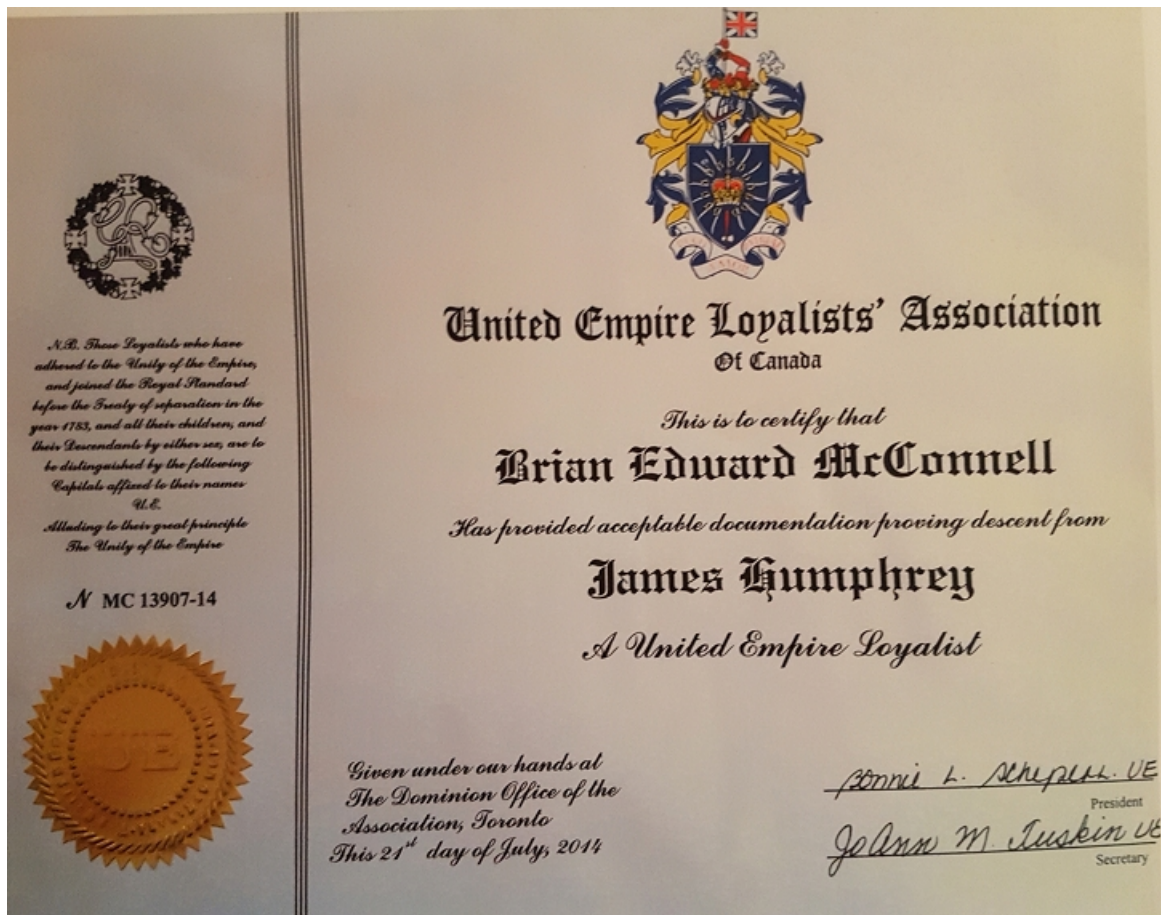 N.B. Those Loyalists who have
adhered to the Unity of the Empire,
and joined the Royal Standard
before the Treaty of separation in the
year 1783, and all their children, and
their Descendants by either sex, are to
be distinguished by the following
Capitals affixed to their names
U.E.
Alluding to their great principle
The Unity of the Empire
N MC 13907-14
UE
United Empire Loyalists' Association
Of Canada
This is to certify that
Brian Edward McConnell
Has provided acceptable documentation proving descent from
James Humphrey
A United Empire Loyalist
Given under our hands at
The Dominion Office of the
Association, Toronto
This 21st day of July, 2014
Bonnie L. Schepers UE
President
JoAnn M. Tuskin UE
Secretary